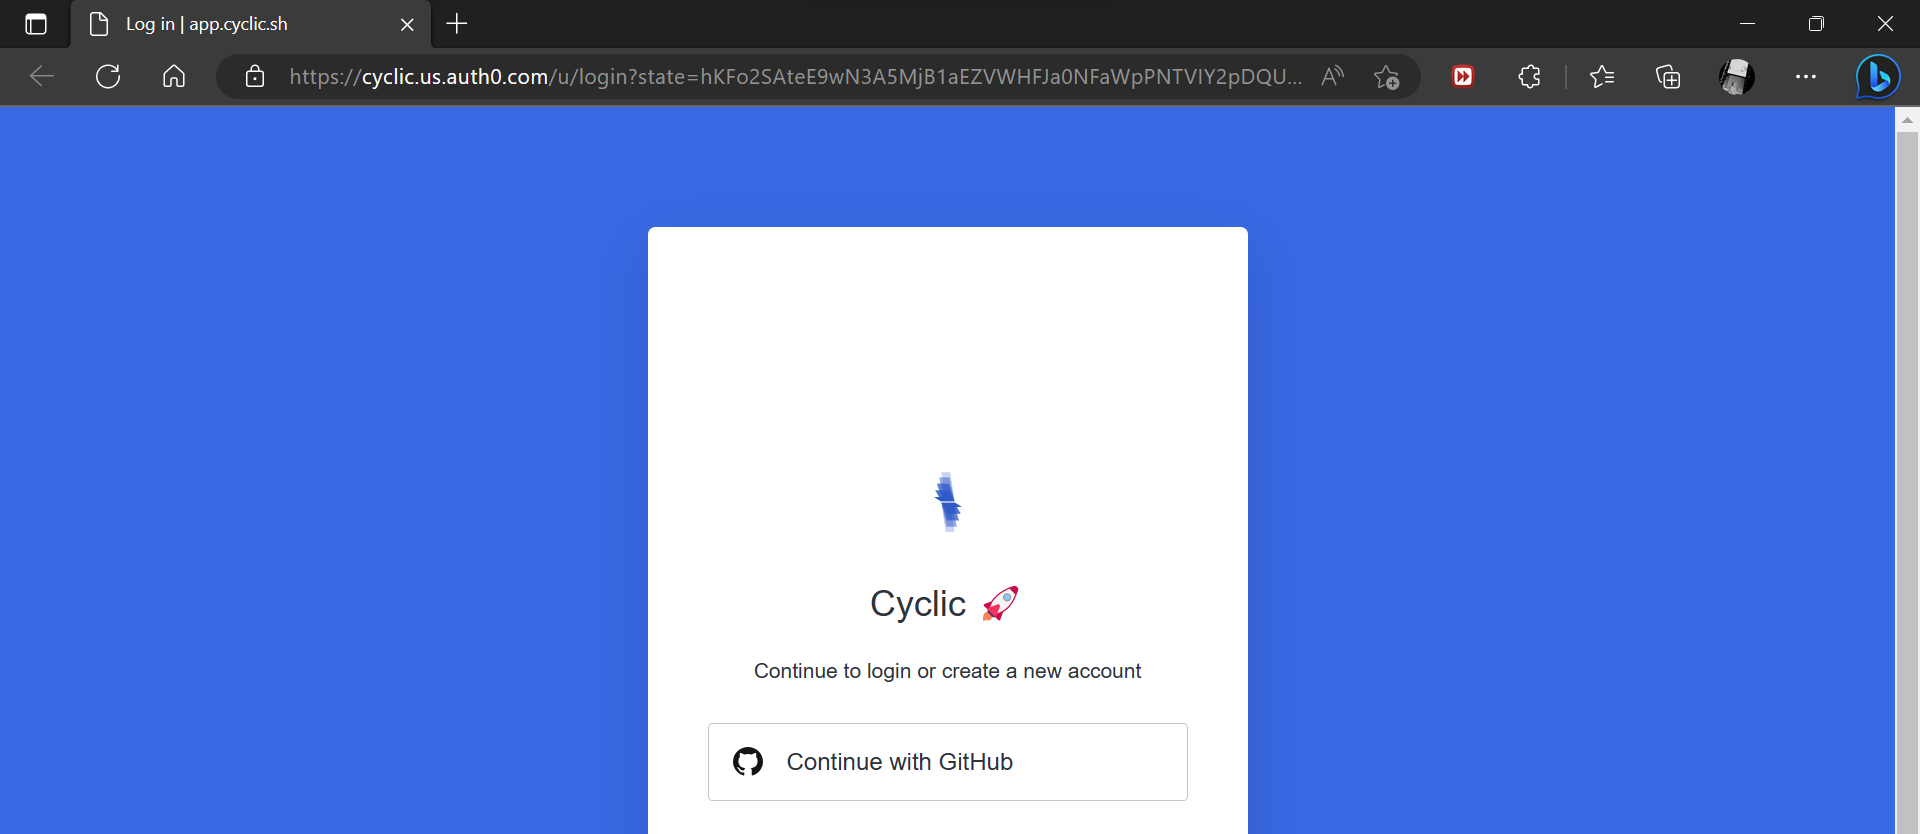 Log in | app.cyclic.sh
https://cyclic.us.auth0.com/u/login?state=hKFo2SAteE9wN3A5MjB1aEZVWHFJa0NFaWpPNTVIY2pDQU...
Cyclic 🚀
Continue to login or create a new account
Continue with GitHub